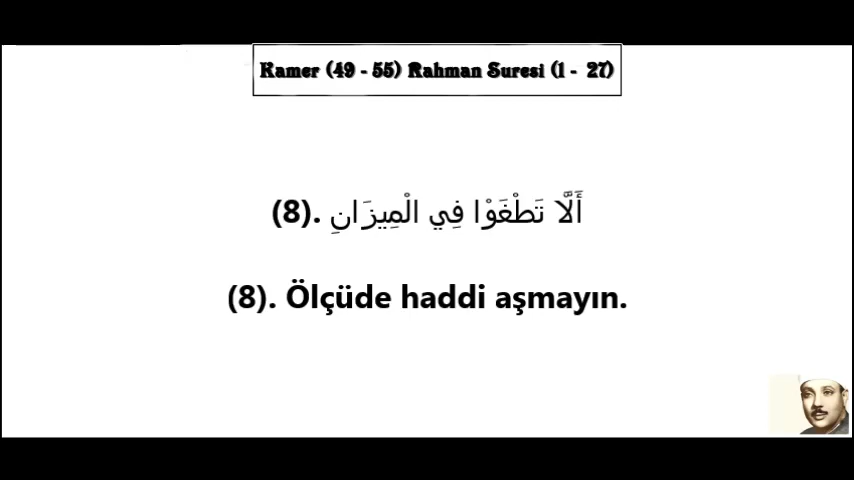 Kamer (49 - 55) Rahman Suresi (1 - 27)
(8). أَلَّا تَطْغَوْا فِي الْمِيزَانِ
(8). Ölçüde haddi aşmayın.